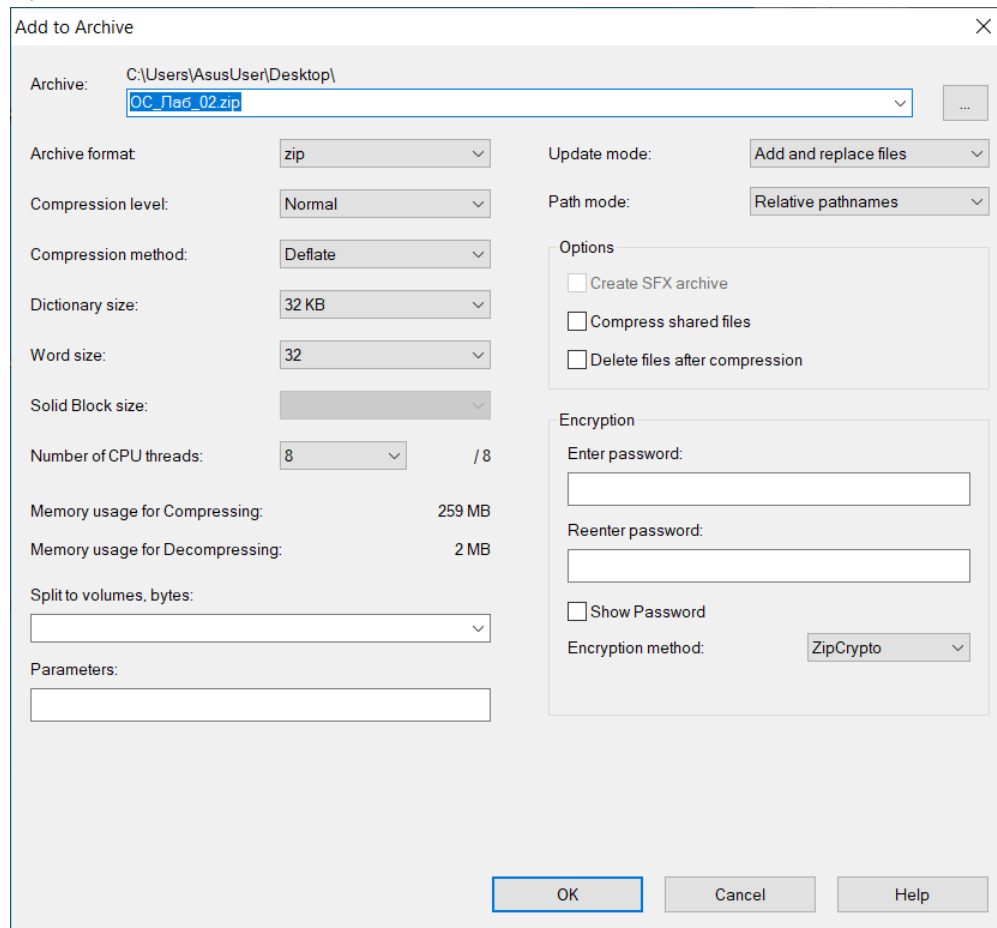 Add to Archive
Archive:
C:\Users\AsusUser\Desktop\
ОС_Лаб_02.zip
...
Archive format:
zip
Compression level:
Normal
Compression method:
Deflate
Dictionary size:
32 KB
Word size:
32
Solid Block size:
Number of CPU threads:
8
/ 8
Memory usage for Compressing:
259 MB
Memory usage for Decompressing:
2 MB
Split to volumes, bytes:
Parameters:
Update mode:
Add and replace files
Path mode:
Relative pathnames
Options
Create SFX archive
Compress shared files
Delete files after compression
Encryption
Enter password:
Reenter password:
Show Password
Encryption method:
ZipCrypto
OK
Cancel
Help